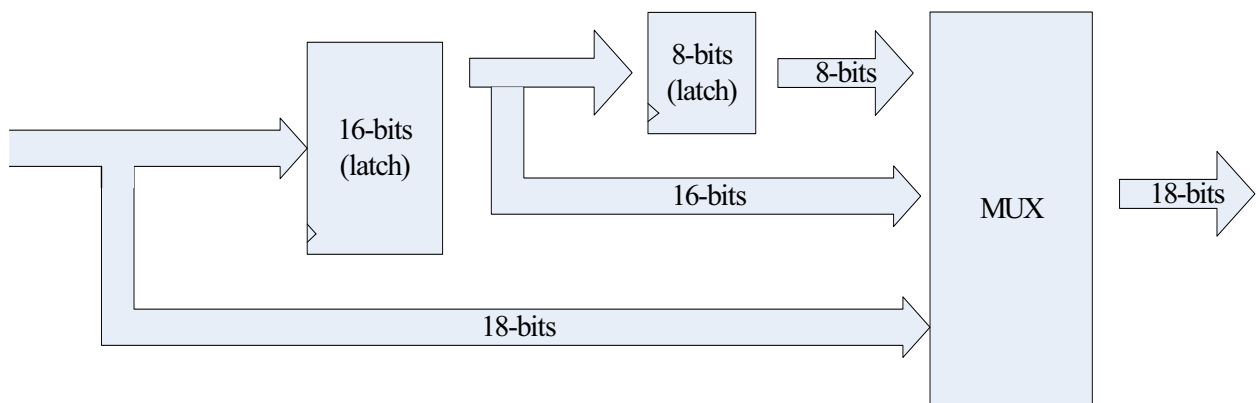 8-bits
(latch)
8-bits
16-bits
(latch)
16-bits
MUX
18-bits
18-bits